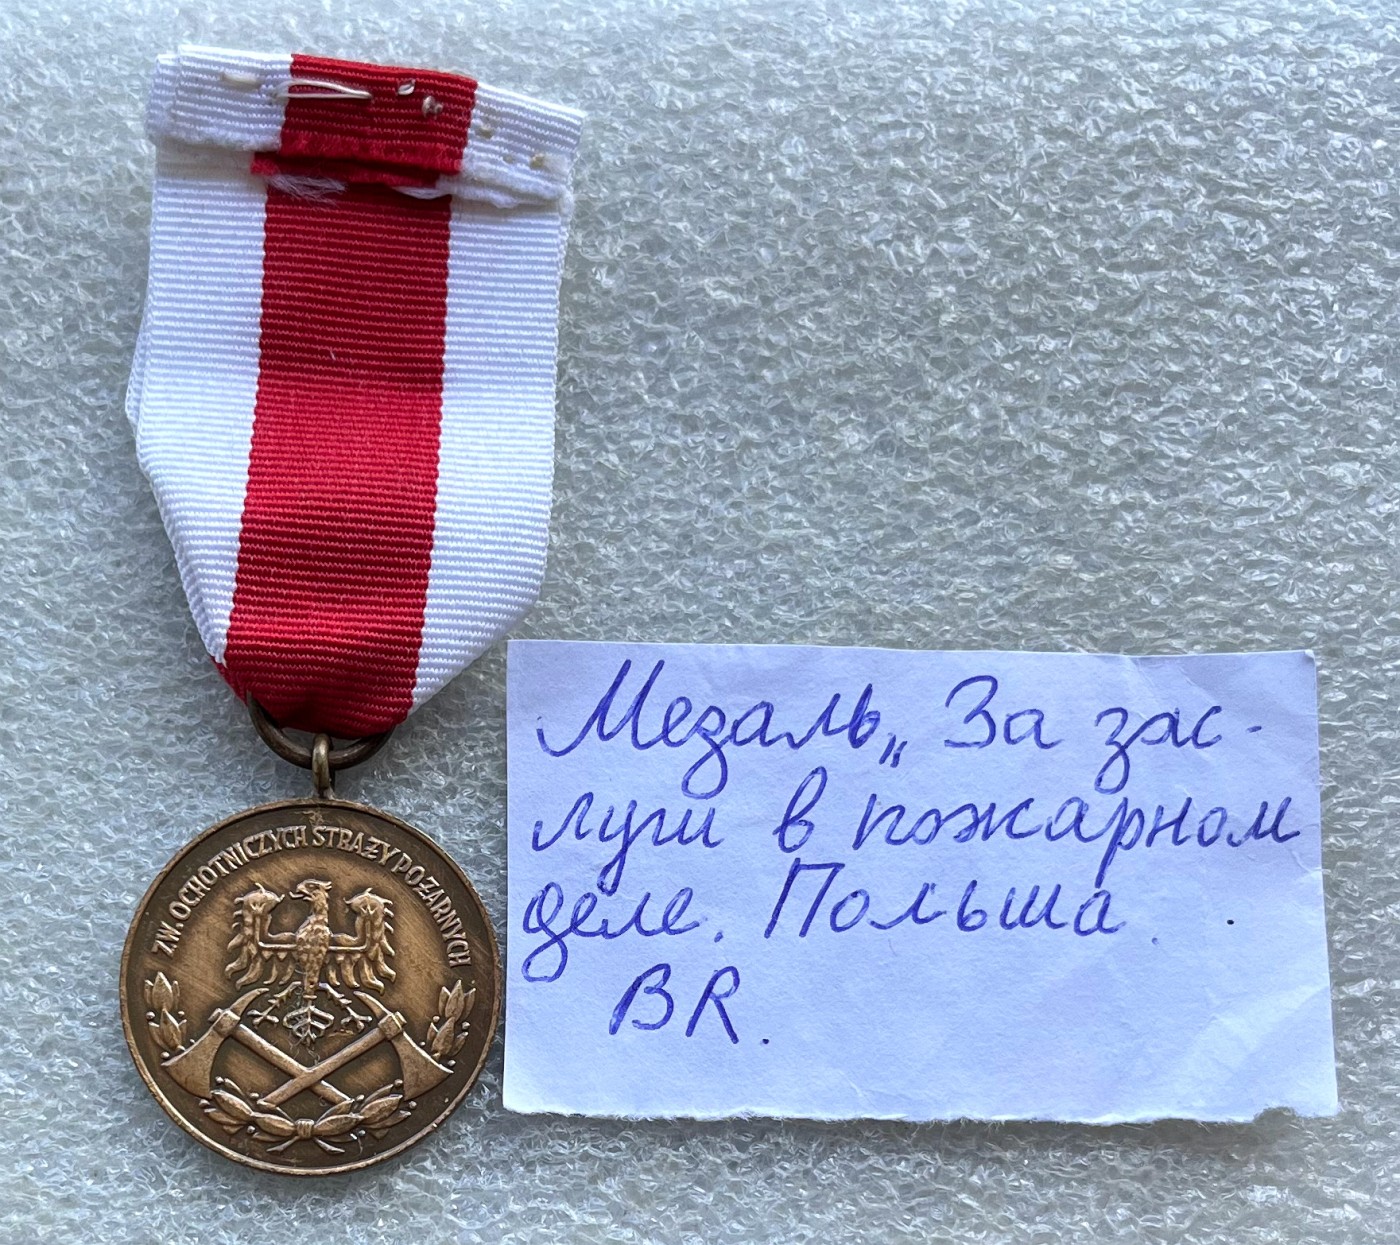 ZW. OCHOTNICZYCH STRAŻY POŻARNYCH
Медаль „За зас-
луги в пожарном
деле. Польша.
BR.